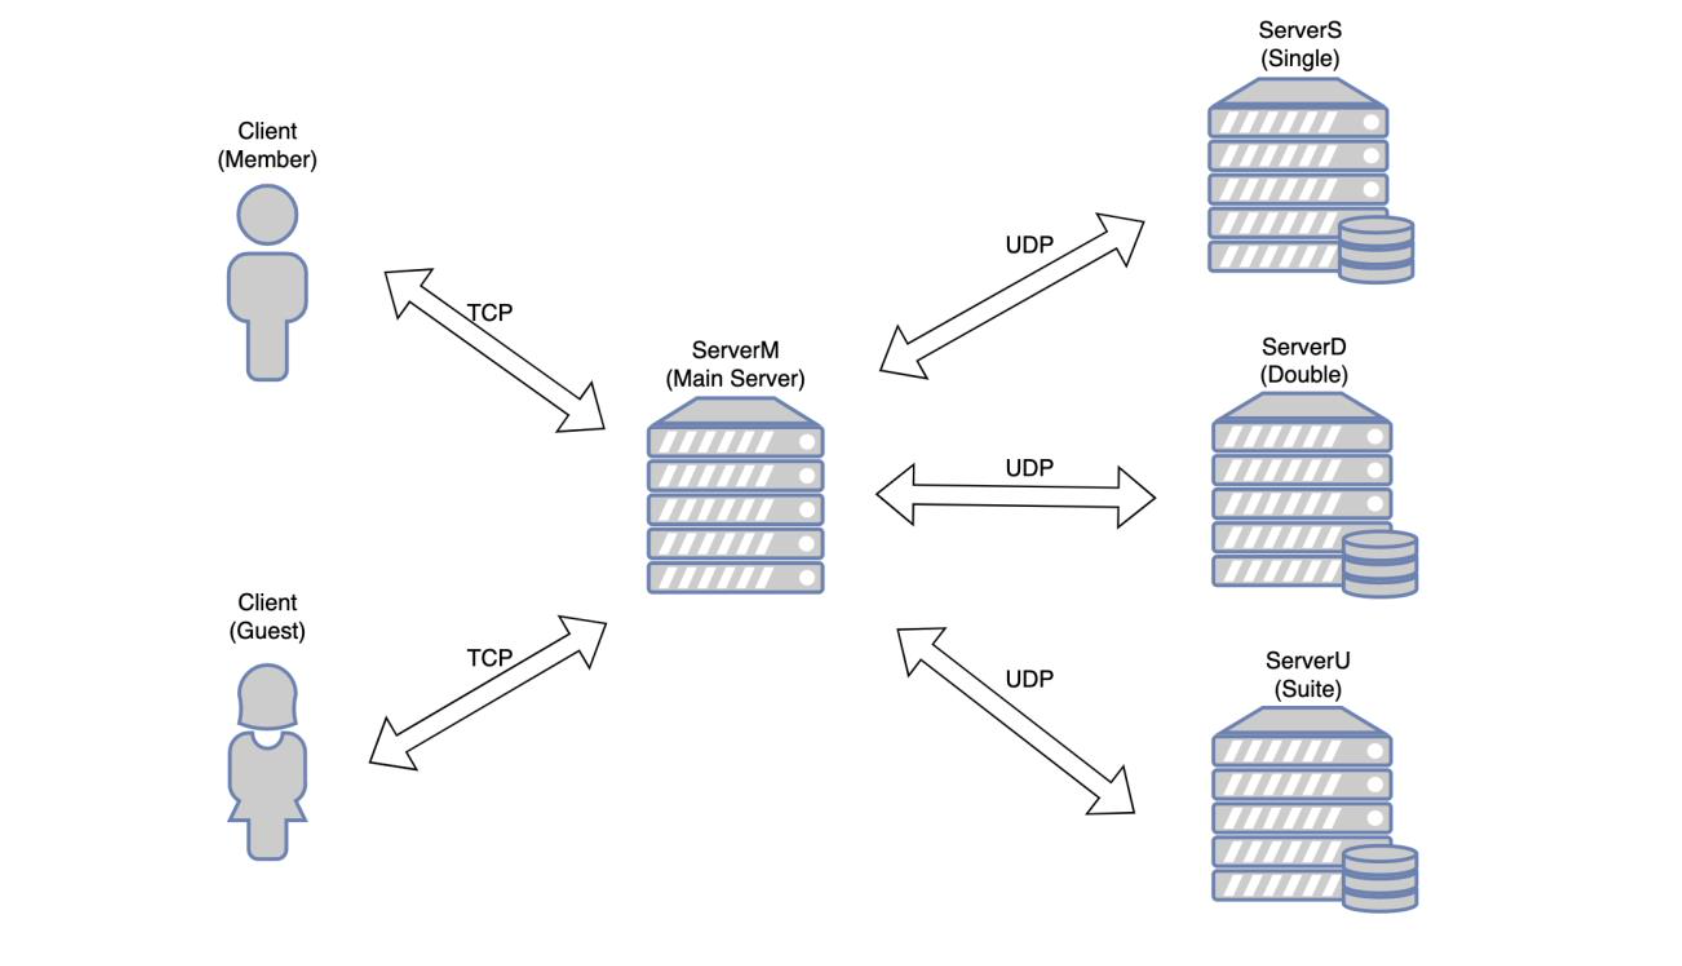 ServerS
(Single)
Client
(Member)
UDP
TCP
ServerM
(Main Server)
ServerD
(Double)
UDP
Client
(Guest)
TCP
UDP
ServerU
(Suite)